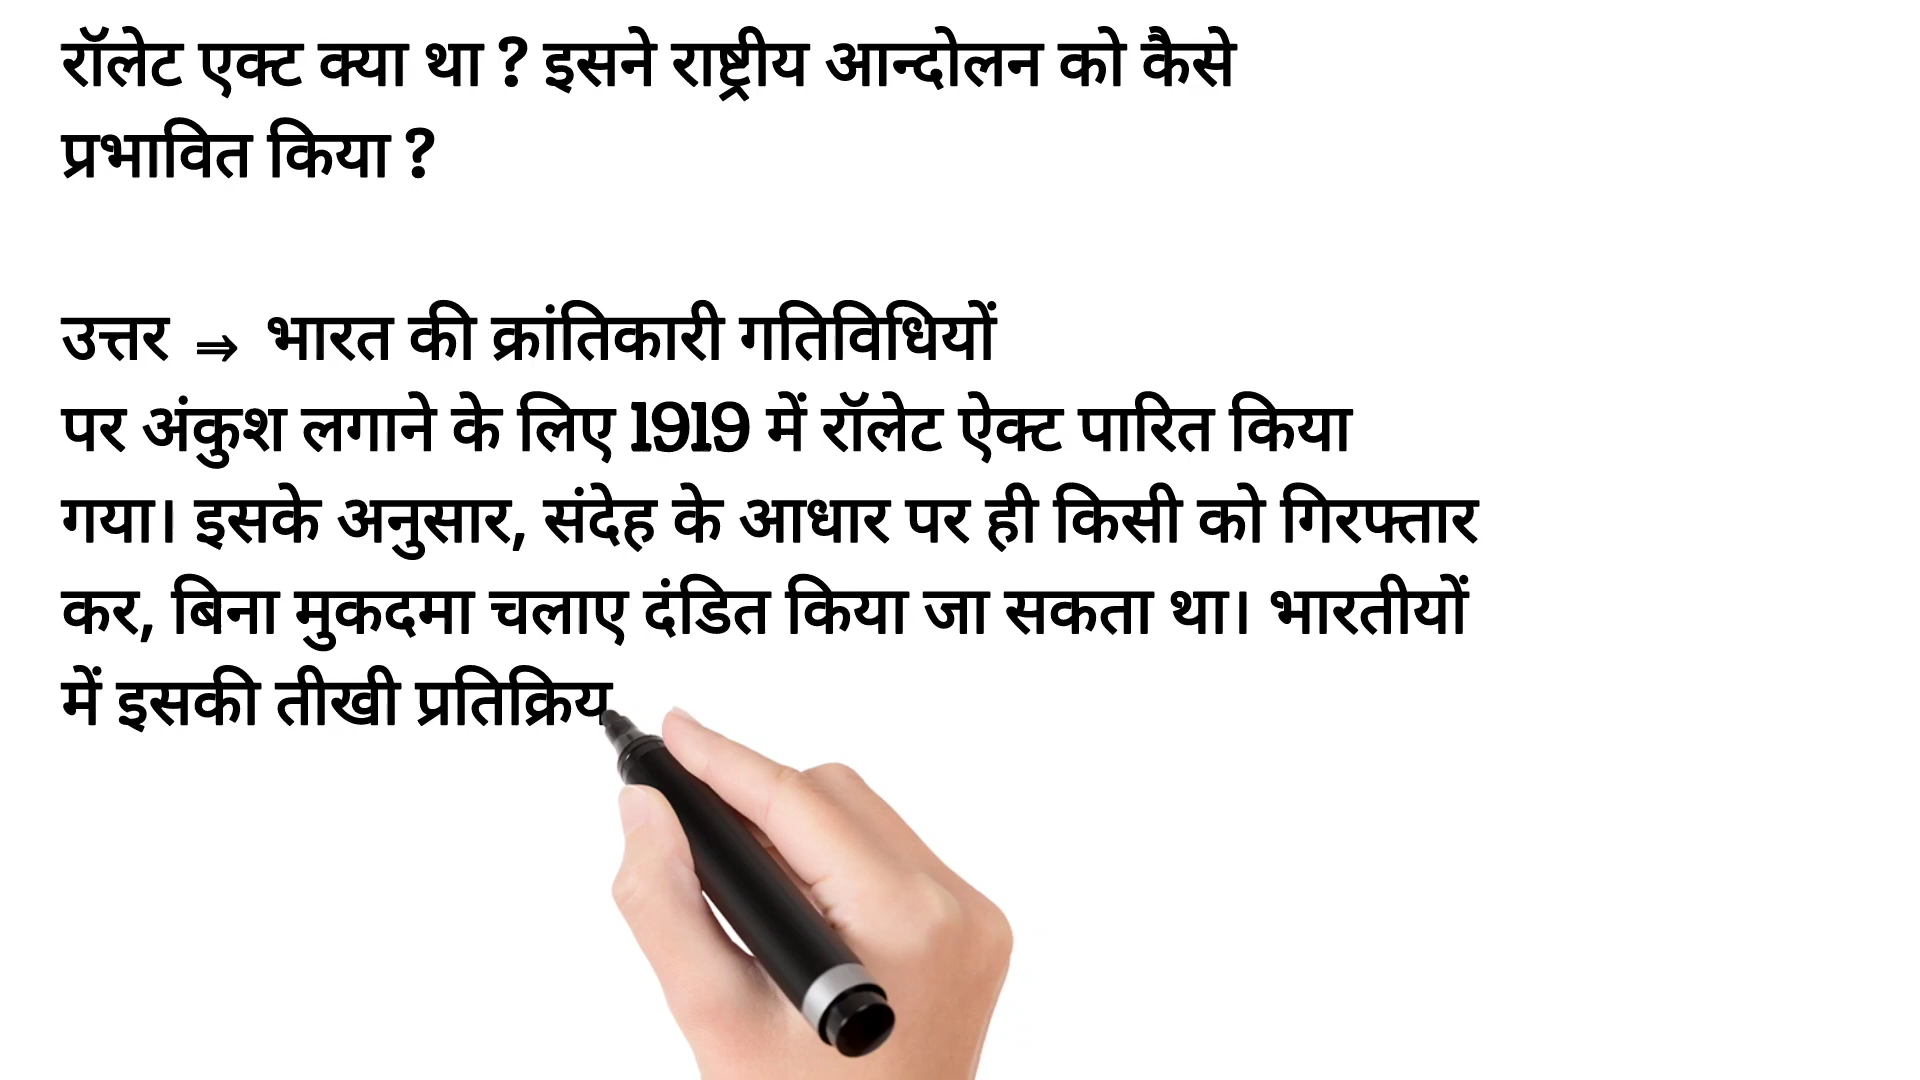 रॉलेट एक्ट क्या था ? इसने राष्ट्रीय आन्दोलन को कैसे
प्रभावित किया ?
उत्तर ⇒ भारत की क्रांतिकारी गतिविधियों
पर अंकुश लगाने के लिए 1919 में रॉलेट ऐक्ट पारित किया
गया। इसके अनुसार, संदेह के आधार पर ही किसी को गिरफ्तार
कर, बिना मुकदमा चलाए दंडित किया जा सकता था। भारतीयों
में इसकी तीखी प्रतिक्रिय